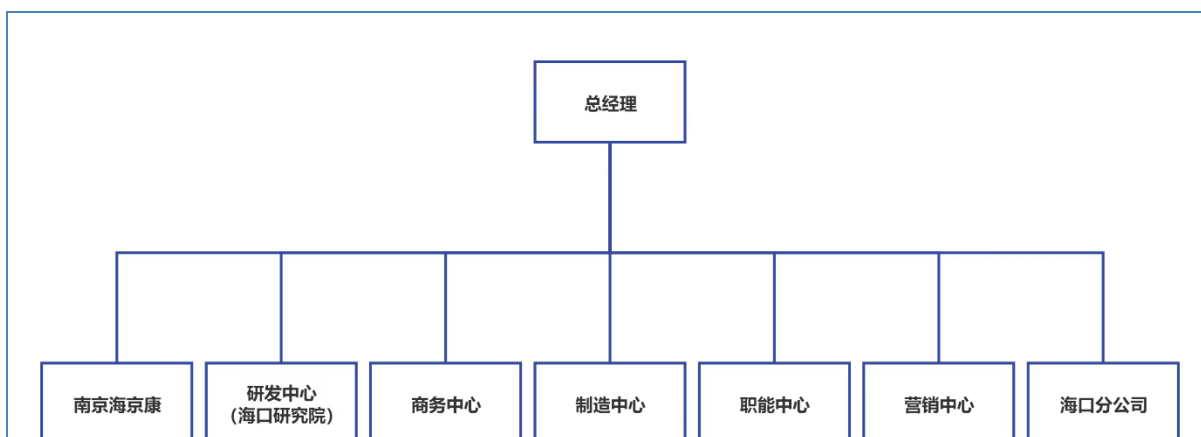 总经理
南京海京康
研发中心
（海口研究院）
商务中心
制造中心
职能中心
营销中心
海口分公司